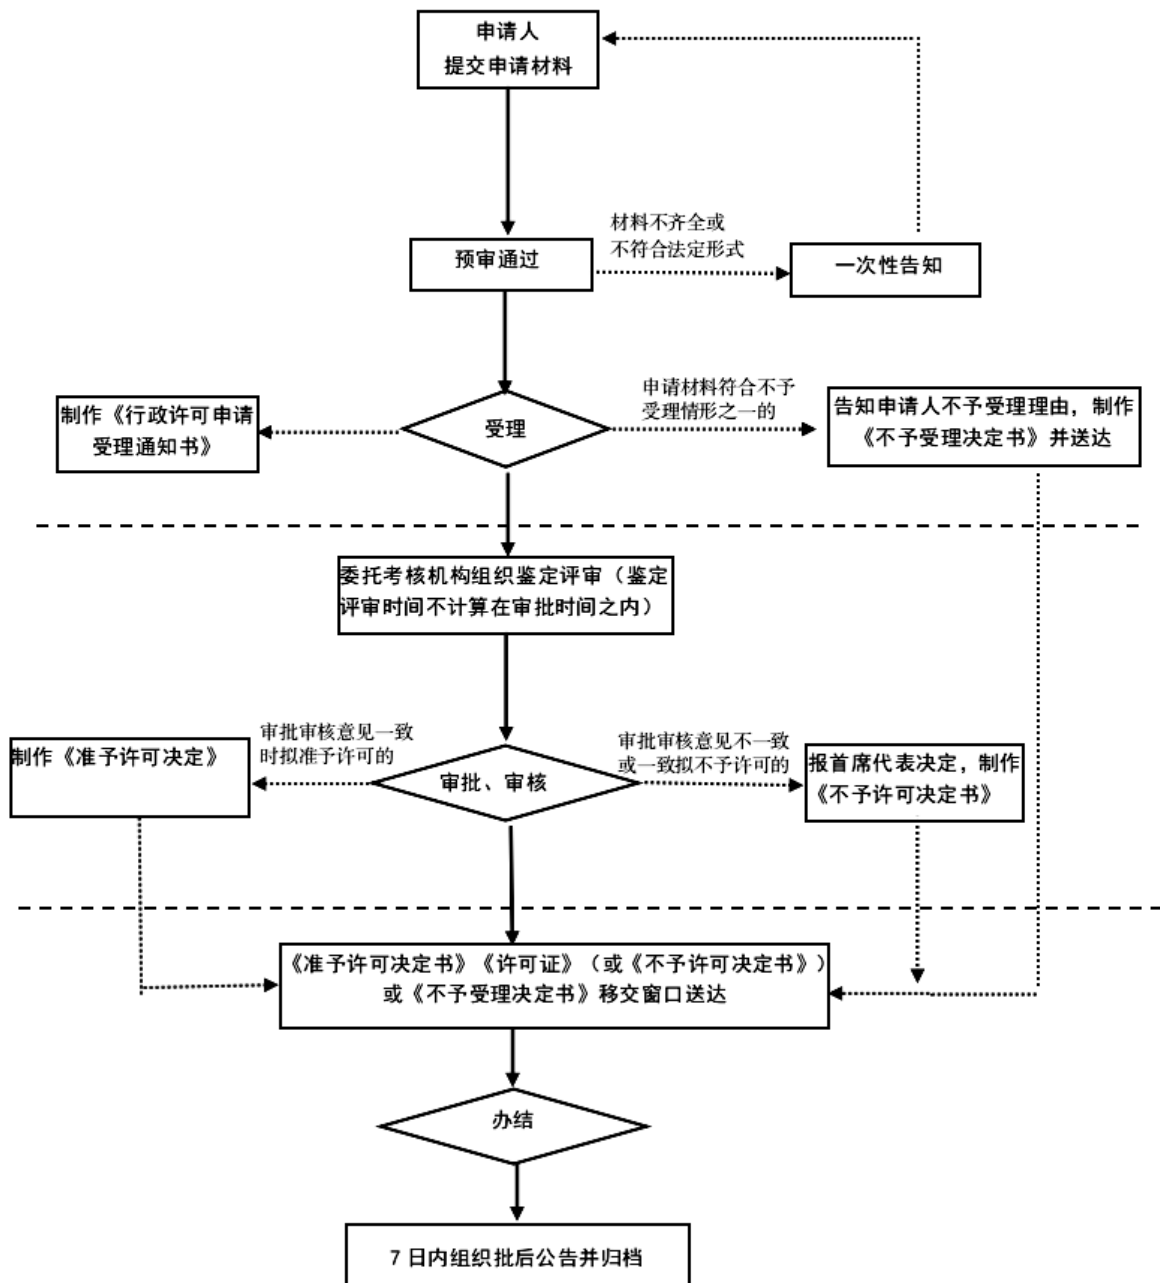 申请人
提交申请材料
材料不齐全或
不符合法定形式
预审通过
一次性告知
申请材料符合不予
受理情形之一的
制作《行政许可申请
受理通知书》
受理
告知申请人不予受理理由，制作
《不予受理决定书》并送达
委托考核机构组织鉴定评审（鉴定
评审时间不计算在审批时间之内）
审批审核意见一致
时拟准予许可的
审批审核意见不一致
或一致拟不予许可的
制作《准予许可决定》
审批、审核
报首席代表决定，制作
《不予许可决定书》
《准予许可决定书》《许可证》（或《不予许可决定书》）
或《不予受理决定书》移交窗口送达
办结
7 日内组织批后公告并归档